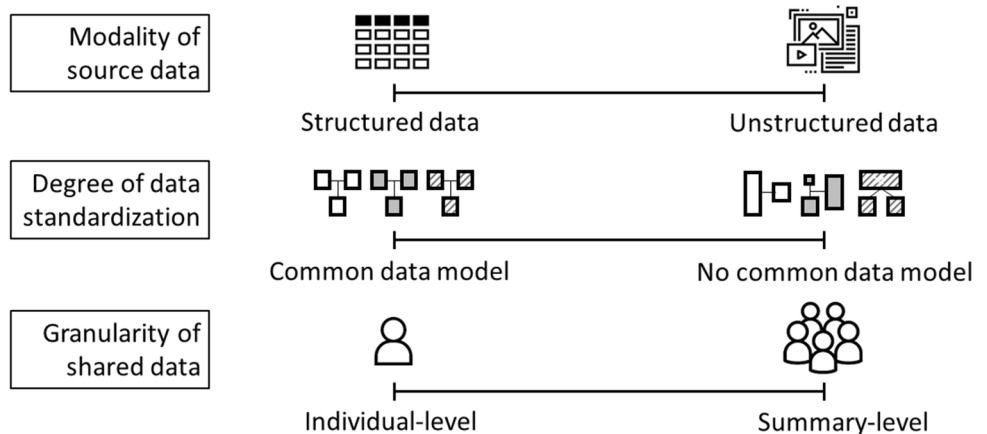 Modality of
source data
Structured data
Unstructured data
Degree of data
standardization
Common data model
No common data model
Granularity of
shared data
Individual-level
Summary-level